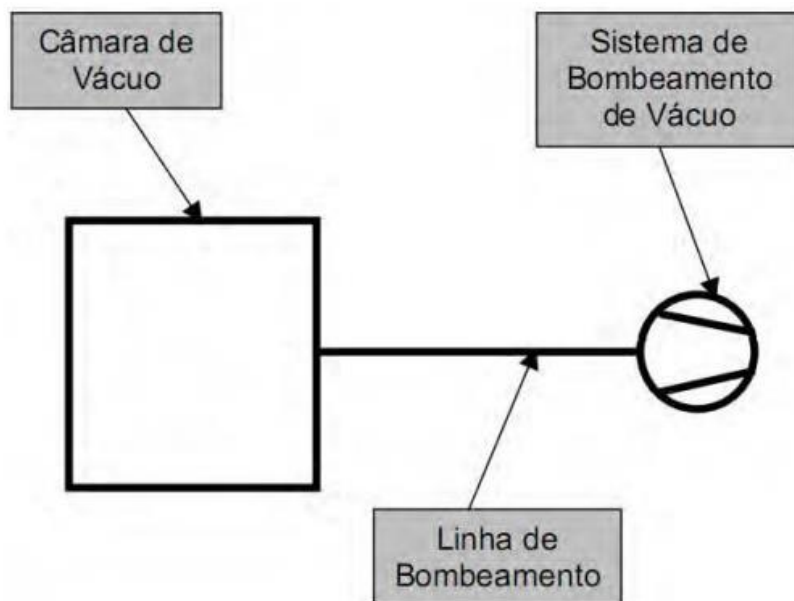 Câmara de
Vácuo
Sistema de
Bombeamento
de Vácuo
Linha de
Bombeamento